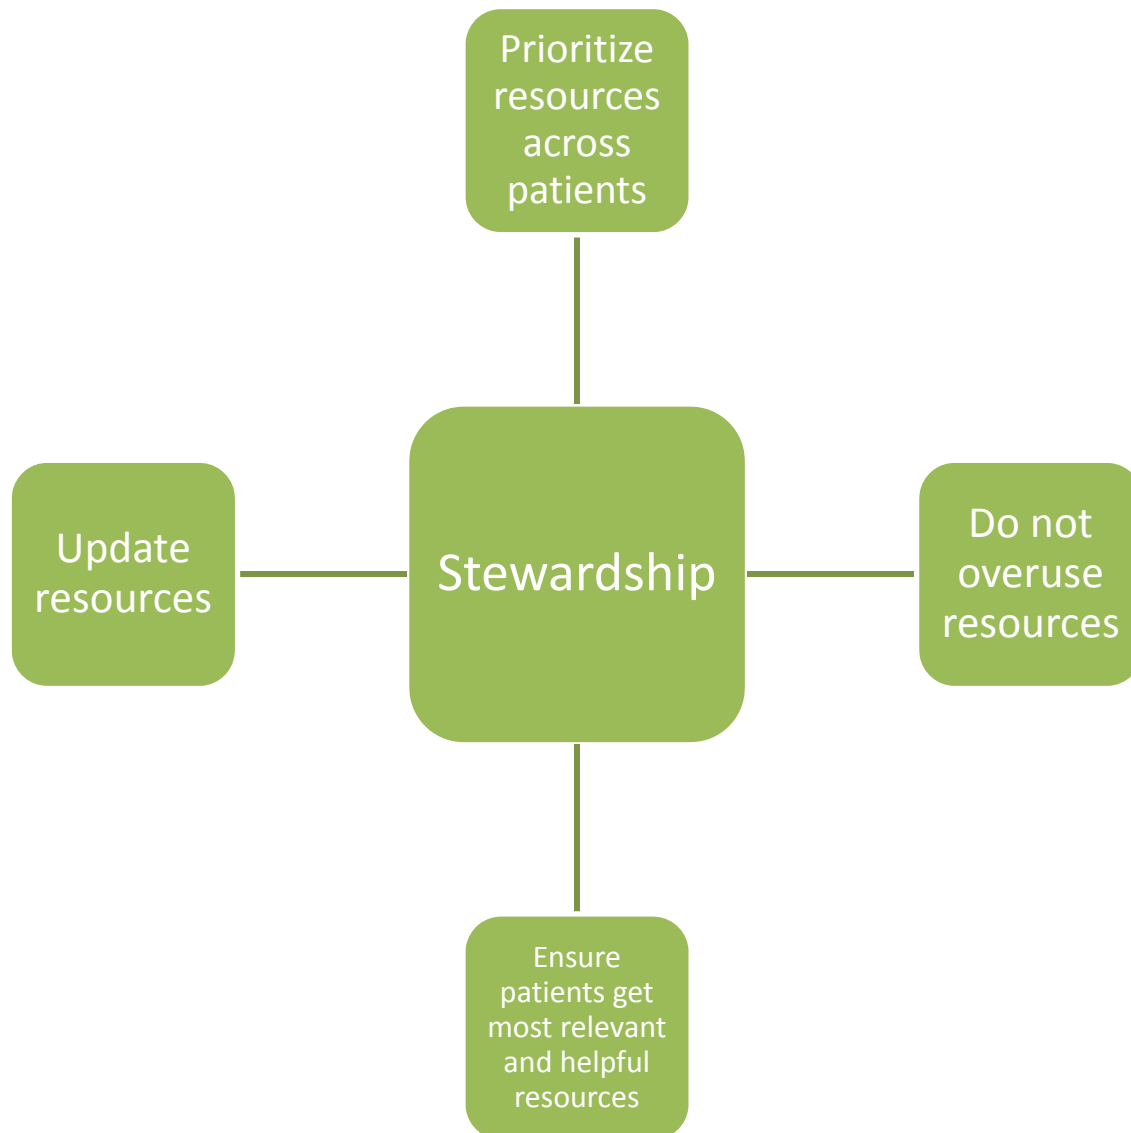 Prioritize
resources
across
patients
Update
resources
Stewardship
Do not
overuse
resources
Ensure
patients get
most relevant
and helpful
resources